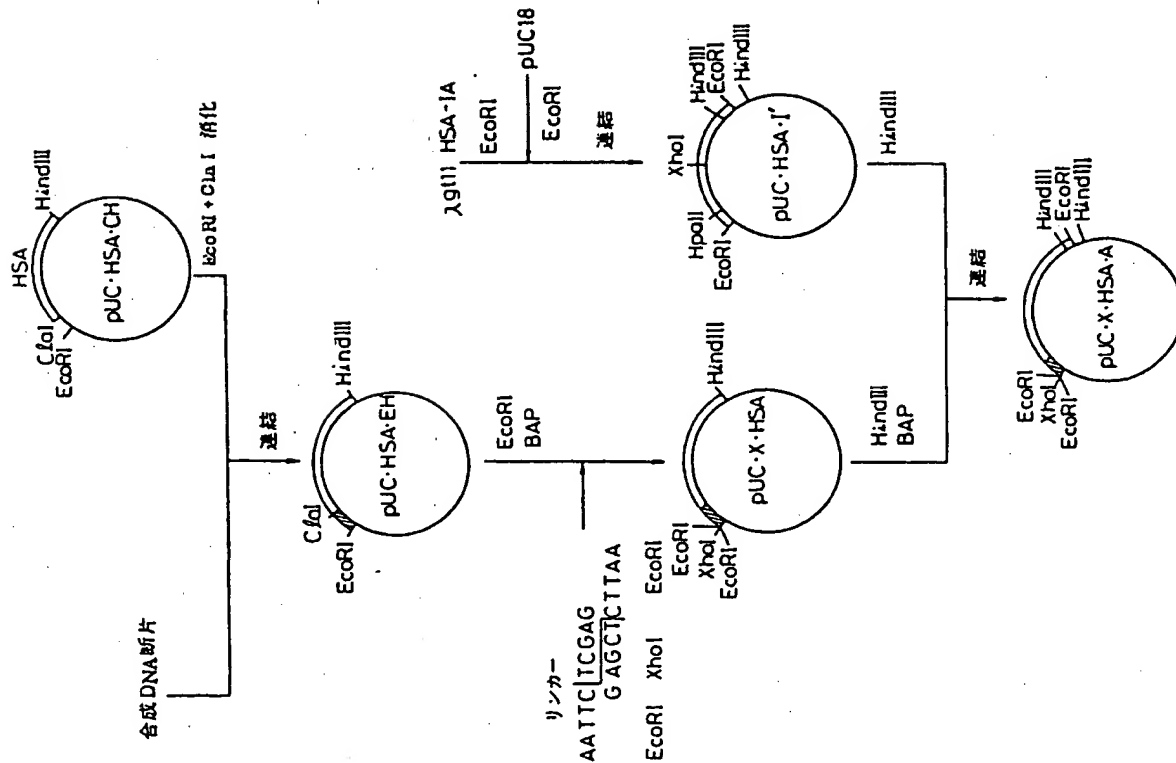 合成DNA断片
HSA
ClaI
HindIII
EcoRI
pUC・HSA・CH
EcoRI+ClaI 消化
連結
ClaI
HindIII
EcoRI
pUC・HSA・EH
EcoRI
BAP
リンカー
AATTCTCGAG
GAGCTCTTAA
EcoRI XhoI EcoRI
EcoRI
XhoI
EcoRI
HindIII
pUC・X・HSA
HindIII
BAP
λgt11 HSA・IA
EcoRI
pUC18
EcoRI
連結
XhoI
HpaII
EcoRI
HindIII
EcoRI
HindIII
pUC・HSA・I'
HindIII
連結
EcoRI
XhoI
EcoRI
HindIII
EcoRI
HindIII
pUC・X・HSA・A